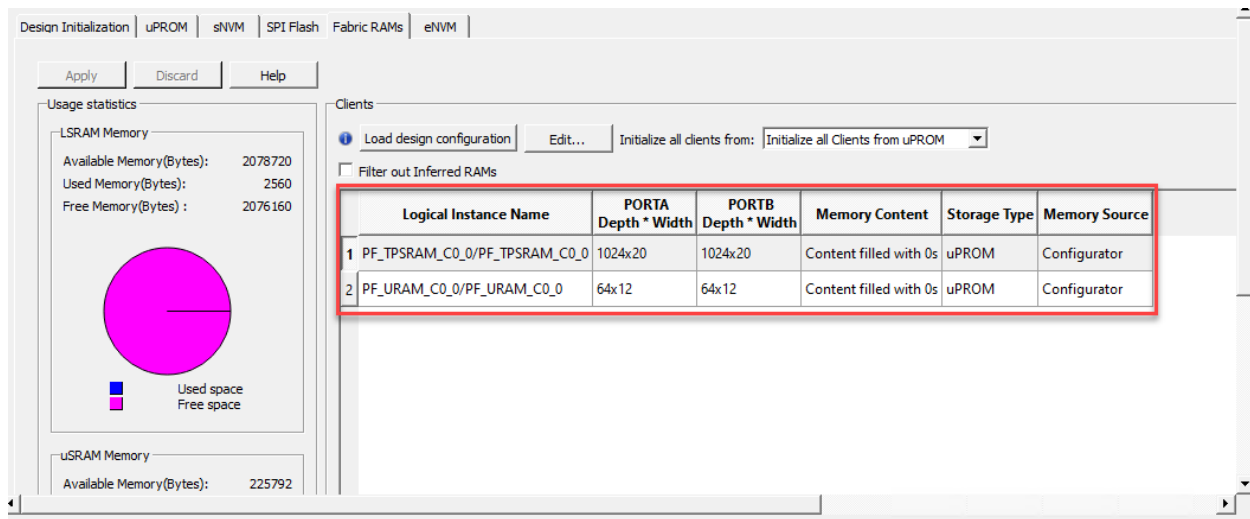 Design Initialization uPROM sNVM SPI Flash Fabric RAMs eNVM
Apply Discard Help
Usage statistics
LSRAM Memory
Available Memory(Bytes): 2078720
Used Memory(Bytes): 2560
Free Memory(Bytes) : 2076160
Used space
Free space
uSRAM Memory
Available Memory(Bytes): 225792
Clients
Load design configuration Edit... Initialize all clients from: Initialize all Clients from uPROM
Filter out Inferred RAMs
Logical Instance Name PORTA Depth * Width PORTB Depth * Width Memory Content Storage Type Memory Source
1 PF_TPSRAM_C0_0/PF_TPSRAM_C0_0 1024x20 1024x20 Content filled with 0s uPROM Configurator
2 PF_URAM_C0_0/PF_URAM_C0_0 64x12 64x12 Content filled with 0s uPROM Configurator